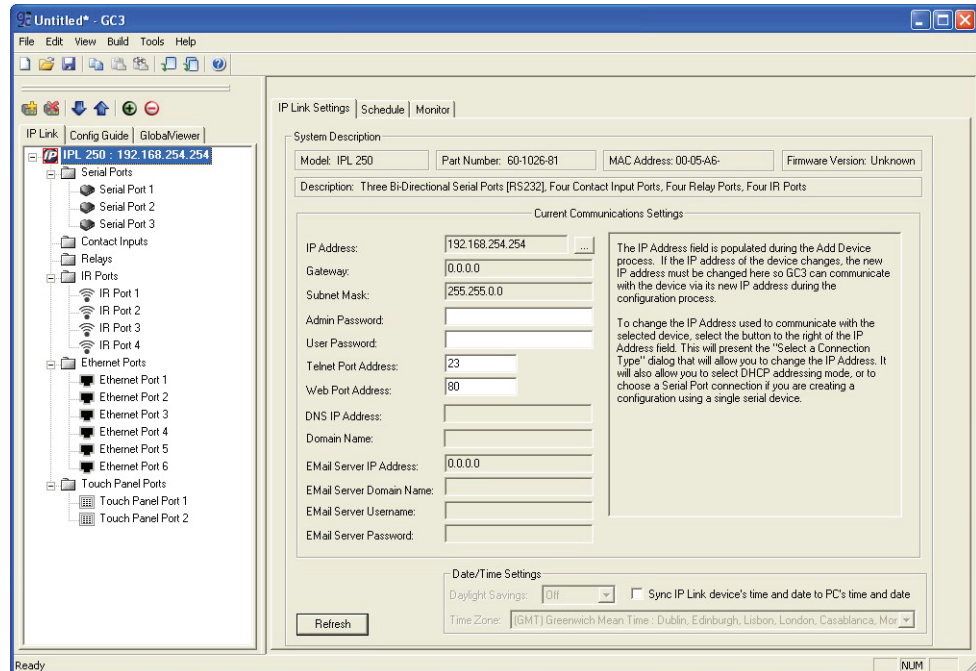 Untitled* - GC3
File Edit View Build Tools Help
IP Link Config Guide GlobalViewer
IPL 250 : 192.168.254.254
Serial Ports
Serial Port 1
Serial Port 2
Serial Port 3
Contact Inputs
Relays
IR Ports
IR Port 1
IR Port 2
IR Port 3
IR Port 4
Ethernet Ports
Ethernet Port 1
Ethernet Port 2
Ethernet Port 3
Ethernet Port 4
Ethernet Port 5
Ethernet Port 6
Touch Panel Ports
Touch Panel Port 1
Touch Panel Port 2
IP Link Settings Schedule Monitor
System Description
Model: IPL 250 Part Number: 60-1026-81 MAC Address: 00-05-A6- Firmware Version: Unknown
Description: Three Bi-Directional Serial Ports [RS232], Four Contact Input Ports, Four Relay Ports, Four IR Ports
Current Communications Settings
IP Address: 192.168.254.254 ...
Gateway: 0.0.0.0
Subnet Mask: 255.255.0.0
Admin Password:
User Password:
Telnet Port Address: 23
Web Port Address: 80
DNS IP Address:
Domain Name:
EMail Server IP Address: 0.0.0.0
EMail Server Domain Name:
EMail Server Username:
EMail Server Password:
The IP Address field is populated during the Add Device
process. If the IP address of the device changes, the new
IP address must be changed here so GC3 can communicate
with the device via its new IP address during the
configuration process.
To change the IP Address used to communicate with the
selected device, select the button to the right of the IP
Address field. This will present the "Select a Connection
Type" dialog that will allow you to change the IP Address. It
will also allow you to select DHCP addressing mode, or to
choose a Serial Port connection if you are creating a
configuration using a single serial device.
Date/Time Settings
Daylight Savings: Off Sync IP Link device's time and date to PC's time and date
Time Zone: (GMT) Greenwich Mean Time : Dublin, Edinburgh, Lisbon, London, Casablanca, Mor
Refresh
Ready NUM